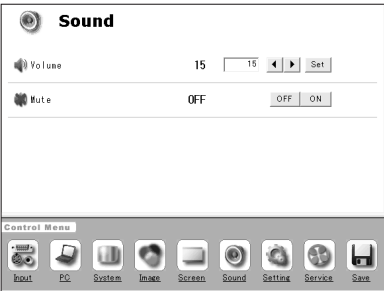 Sound
Volume 15 15 Set
Mute OFF OFF ON
Control Menu
Input PC System Image Screen Sound Setting Service Save